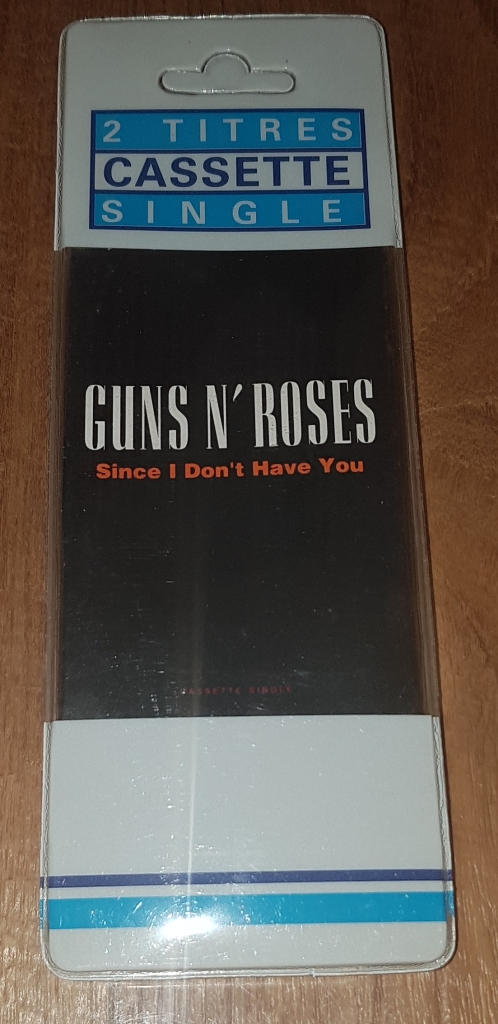 2 TITRES
CASSETTE
SINGLE
GUNS N' ROSES
Since I Don't Have You
CASSETTE SINGLE